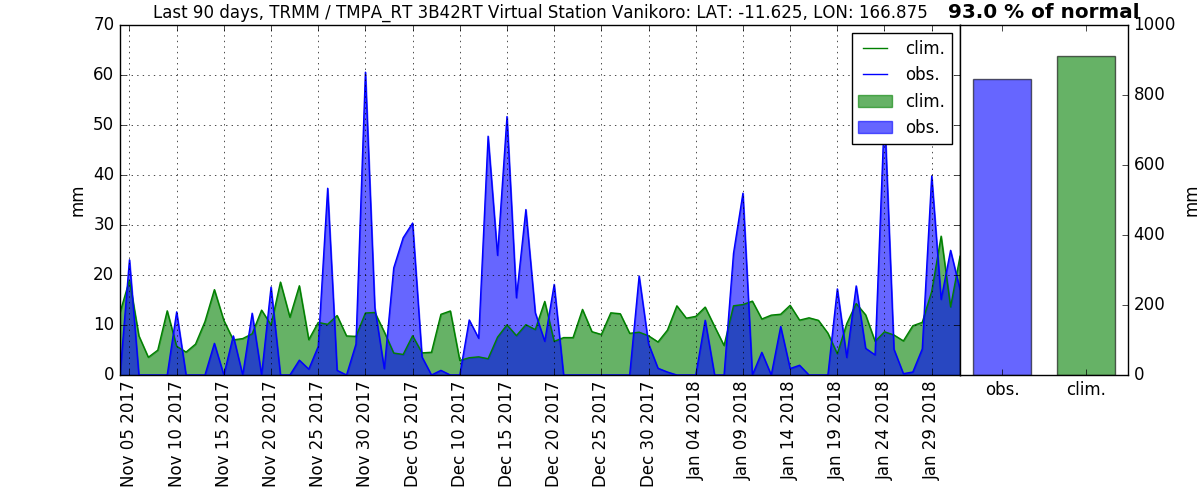 Last 90 days, TRMM / TMPA_RT 3B42RT Virtual Station Vanikoro: LAT: -11.625, LON: 166.875
93.0 % of normal
70
60
50
40
30
20
10
0
mm
clim.
obs.
clim.
obs.
Nov 05 2017
Nov 10 2017
Nov 15 2017
Nov 20 2017
Nov 25 2017
Nov 30 2017
Dec 05 2017
Dec 10 2017
Dec 15 2017
Dec 20 2017
Dec 25 2017
Dec 30 2017
Jan 04 2018
Jan 09 2018
Jan 14 2018
Jan 19 2018
Jan 24 2018
Jan 29 2018
1000
800
600
400
200
0
mm
obs.
clim.